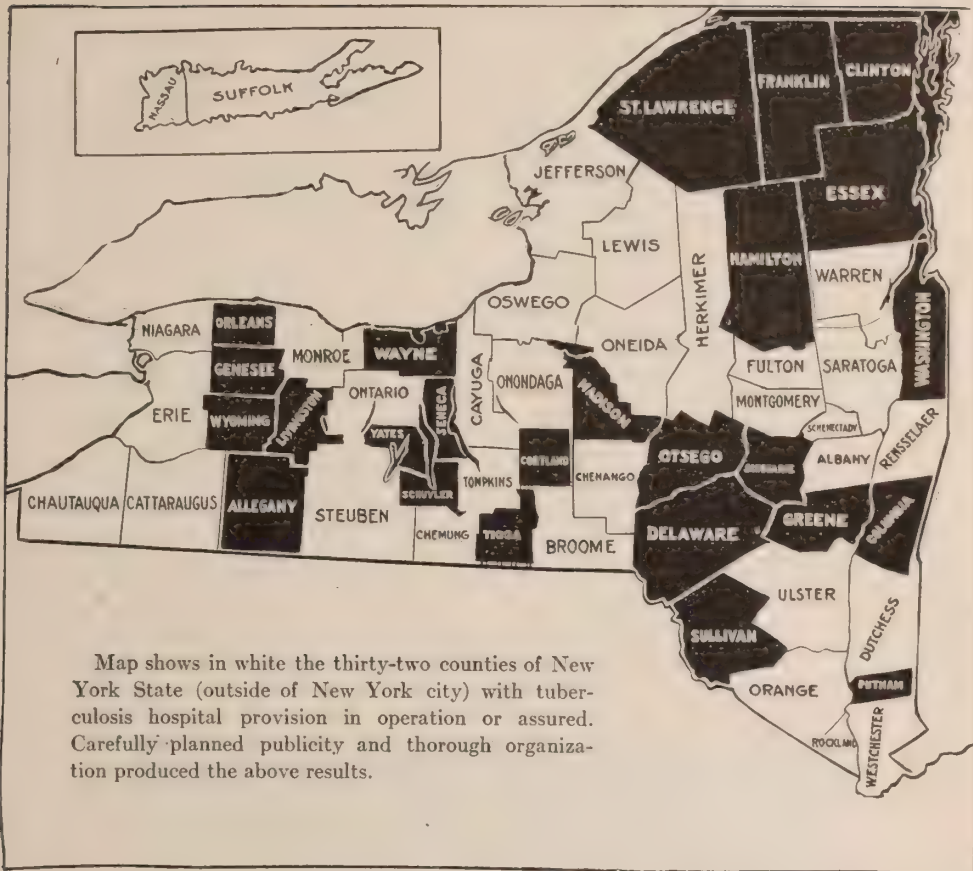 NASSAU
SUFFOLK
ST. LAWRENCE
FRANKLIN
CLINTON
JEFFERSON
ESSEX
LEWIS
HERKIMER
HAMILTON
WARREN
OSWEGO
ONEIDA
WASHINGTON
NIAGARA
ORLEANS
MONROE
WAYNE
CAYUGA
ONONDAGA
FULTON
SARATOGA
GENESEE
ONTARIO
SENECA
MADISON
MONTGOMERY
ERIE
WYOMING
LIVINGSTON
YATES
SCHENECTADY
RENSSELAER
CORTLAND
OTSEGO
SCHOHARIE
ALBANY
CHAUTAUQUA
CATTARAUGUS
ALLEGANY
STEUBEN
SCHUYLER
TOMPKINS
CHENANGO
CHEMUNG
TIOGA
BROOME
DELAWARE
GREENE
COLUMBIA
ULSTER
DUTCHESS
SULLIVAN
ORANGE
PUTNAM
ROCKLAND
WESTCHESTER
Map shows in white the thirty-two counties of New
York State (outside of New York city) with tuber-
culosis hospital provision in operation or assured.
Carefully planned publicity and thorough organiza-
tion produced the above results.